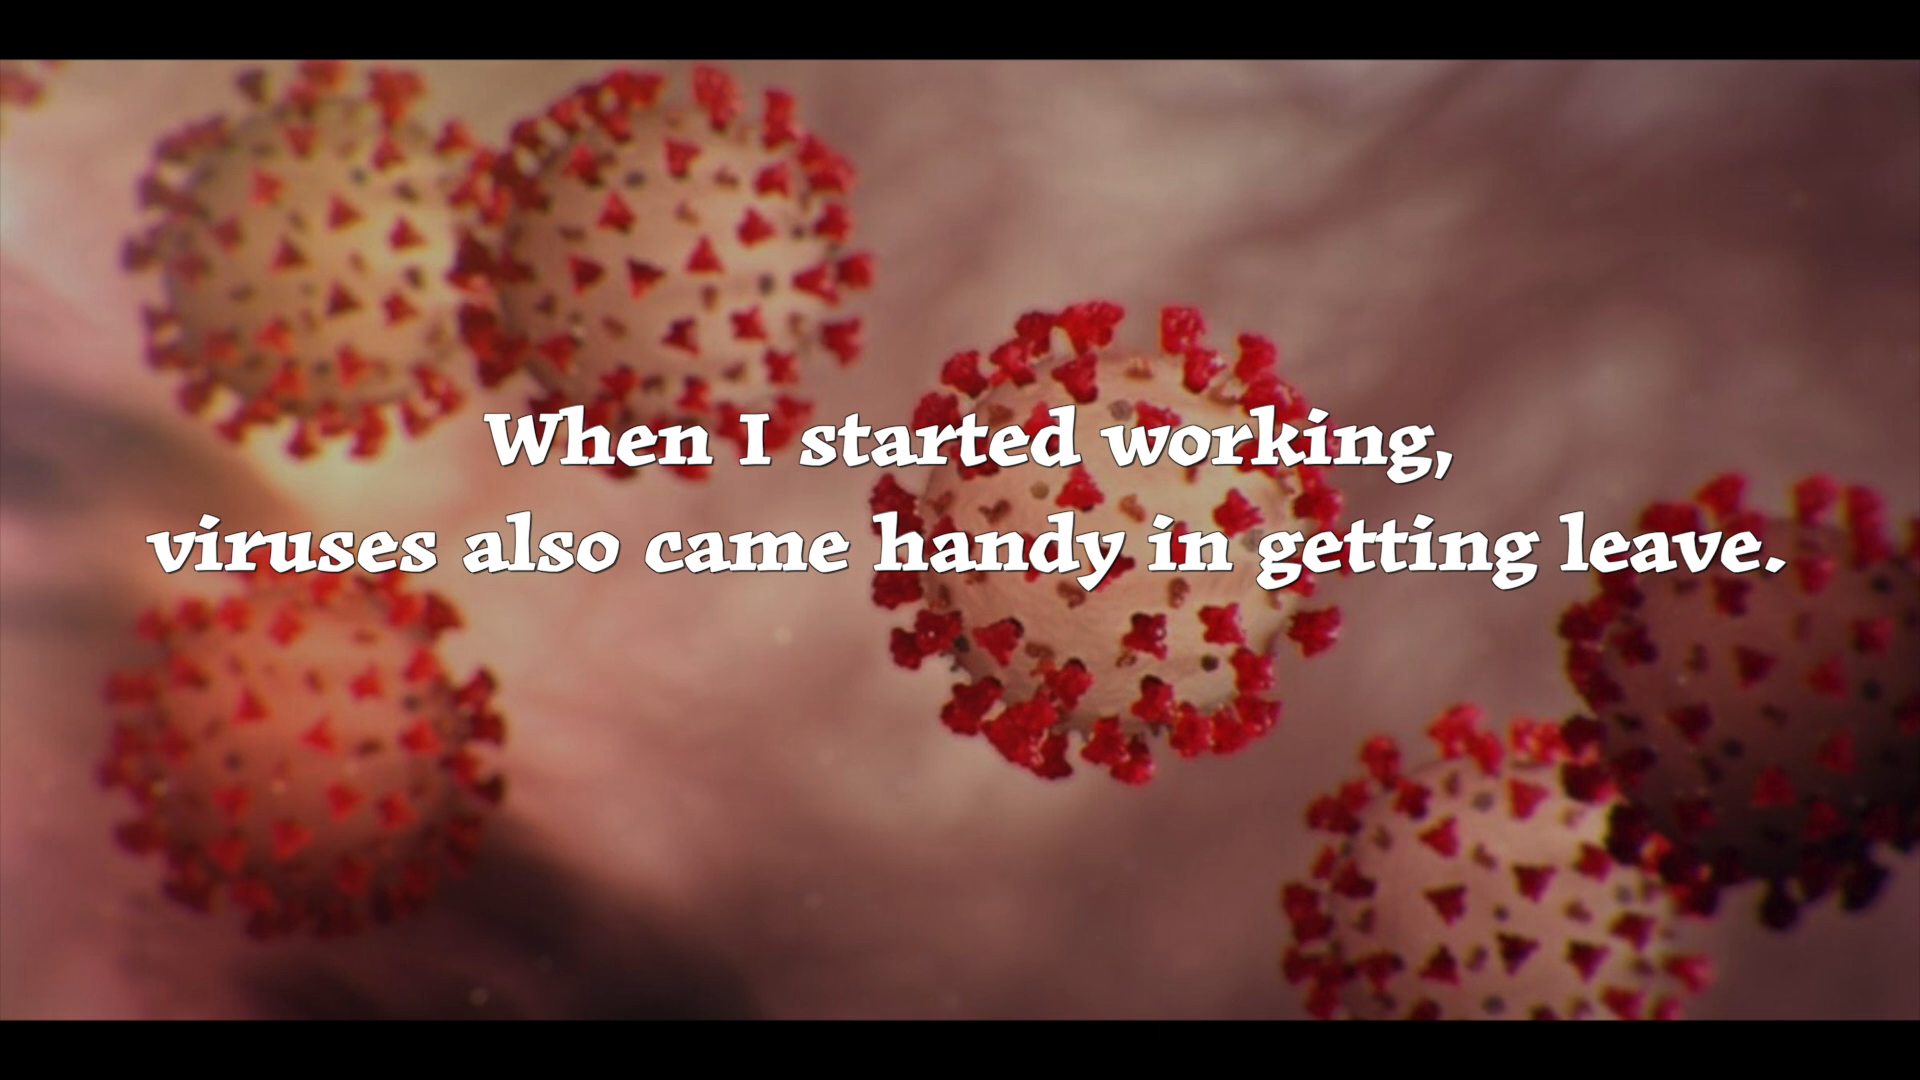 When I started working,
viruses also came handy in getting leave.